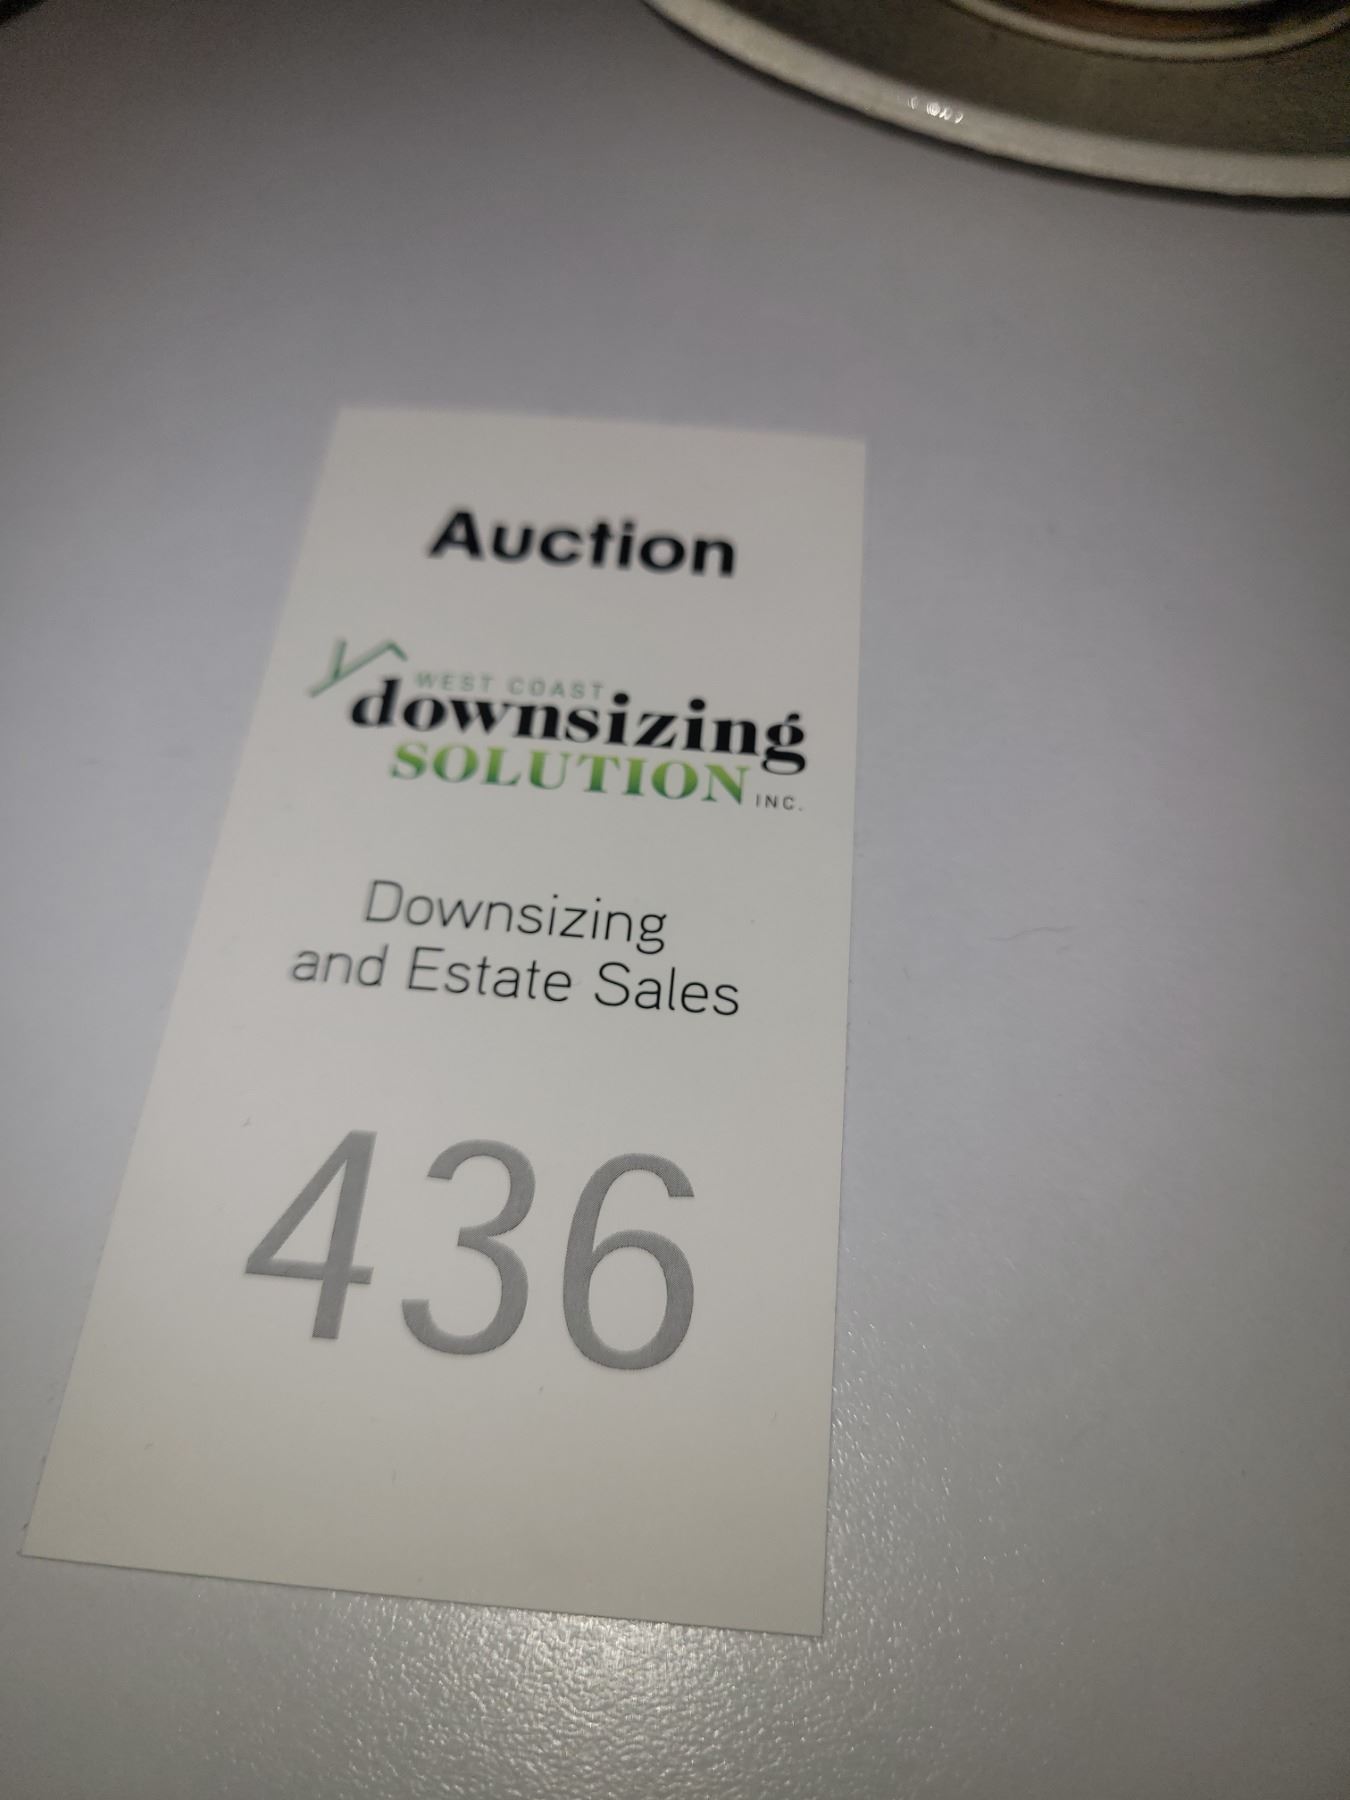 Auction
WEST COAST
downsizing
SOLUTION INC.
Downsizing
and Estate Sales
436